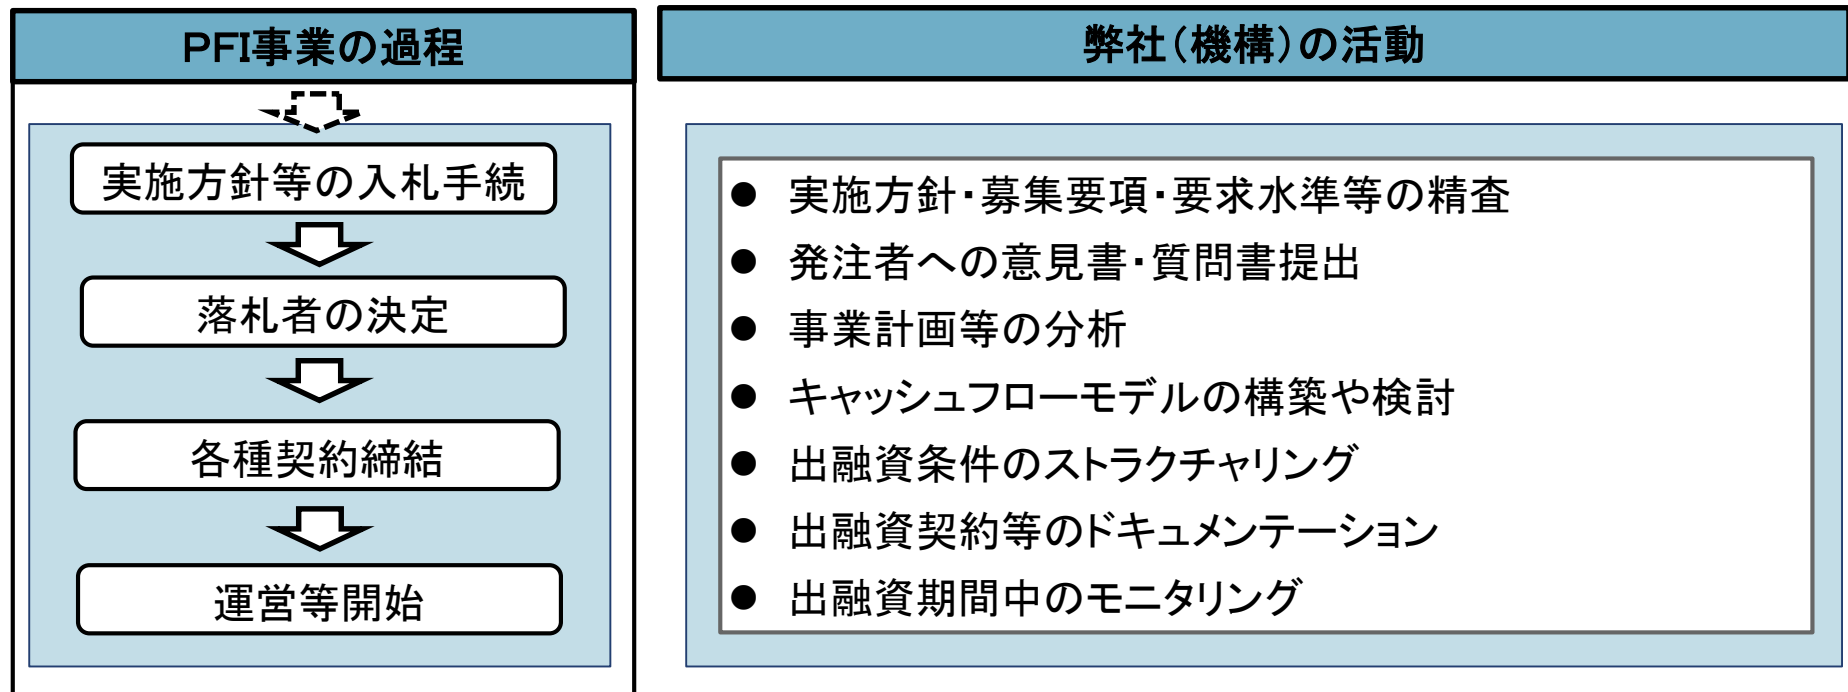 PFI事業の過程
実施方針等の入札手続
落札者の決定
各種契約締結
運営等開始
弊社(機構)の活動
● 実施方針・募集要項・要求水準等の精査
● 発注者への意見書・質問書提出
● 事業計画等の分析
● キャッシュフローモデルの構築や検討
● 出融資条件のストラクチャリング
● 出融資契約等のドキュメンテーション
● 出融資期間中のモニタリング